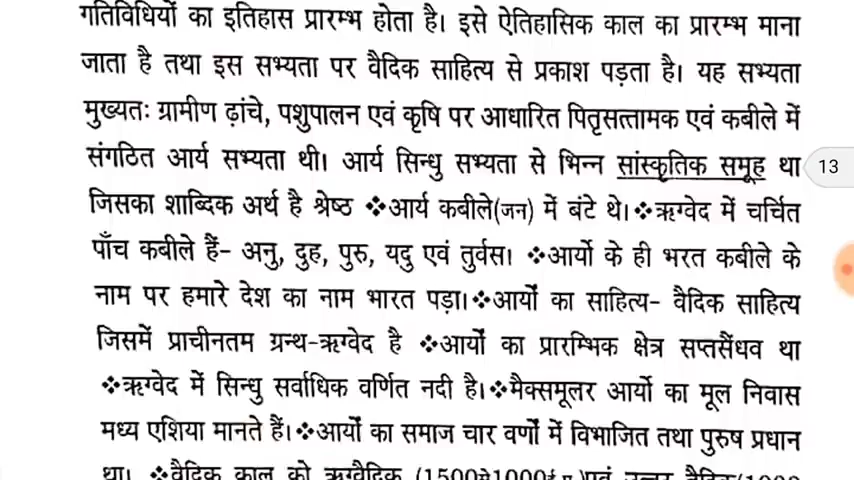 गतिविधियों का इतिहास प्रारम्भ होता है। इसे ऐतिहासिक काल का प्रारम्भ माना
जाता है तथा इस सभ्यता पर वैदिक साहित्य से प्रकाश पड़ता है। यह सभ्यता
मुख्यतः ग्रामीण ढ़ांचे, पशुपालन एवं कृषि पर आधारित पितृसत्तामक एवं कबीले में
संगठित आर्य सभ्यता थी। आर्य सिन्धु सभ्यता से भिन्न सांस्कृतिक समूह था
13
जिसका शाब्दिक अर्थ है श्रेष्ठ ❖आर्य कबीले(जन) में बंटे थे।❖ऋग्वेद में चर्चित
पाँच कबीले हैं- अनु, दुह, पुरु, यदु एवं तुर्वस। ❖आर्यो के ही भरत कबीले के
नाम पर हमारे देश का नाम भारत पड़ा।❖आर्यों का साहित्य- वैदिक साहित्य
जिसमें प्राचीनतम ग्रन्थ-ऋग्वेद है ❖आर्यों का प्रारम्भिक क्षेत्र सप्तसैंधव था
❖ऋग्वेद में सिन्धु सर्वाधिक वर्णित नदी है।❖मैक्समूलर आर्यो का मूल निवास
मध्य एशिया मानते हैं।❖आर्यों का समाज चार वर्णों में विभाजित तथा पुरुष प्रधान
था। ❖वैदिक काल को ऋग्वैदिक (1500से1000ई.पू.)एवं उत्तर वैदिक(1000